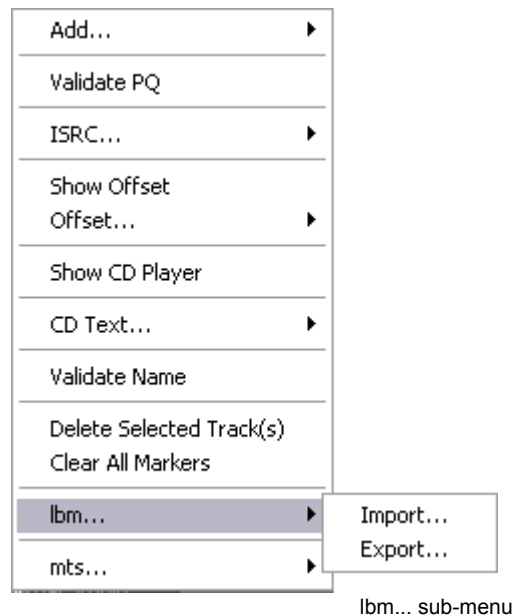 Add...
Validate PQ
ISRC...
Show Offset
Offset...
Show CD Player
CD Text...
Validate Name
Delete Selected Track(s)
Clear All Markers
lbm...
Import...
Export...
mts...
lbm... sub-menu